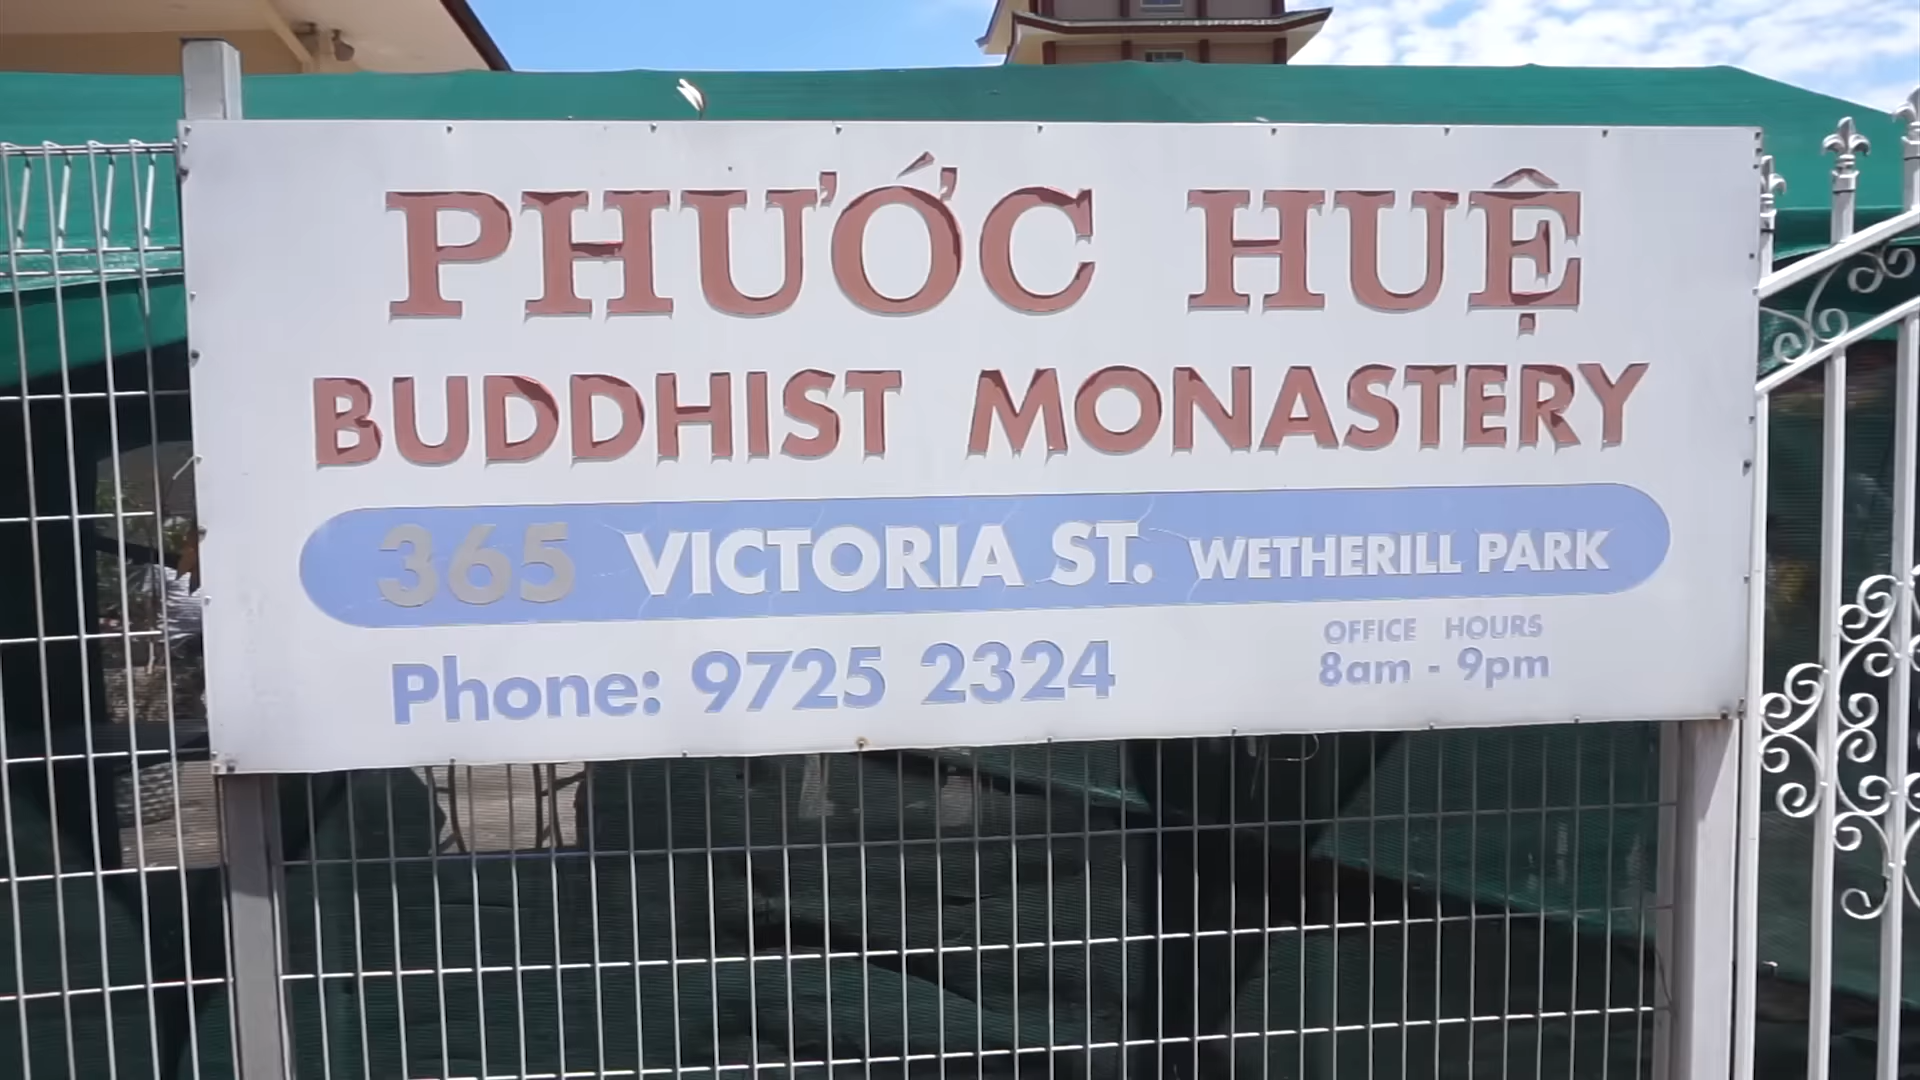 PHƯỚC HUỆ
BUDDHIST MONASTERY
365 VICTORIA ST. WETHERILL PARK
Phone: 9725 2324
OFFICE HOURS
8am - 9pm